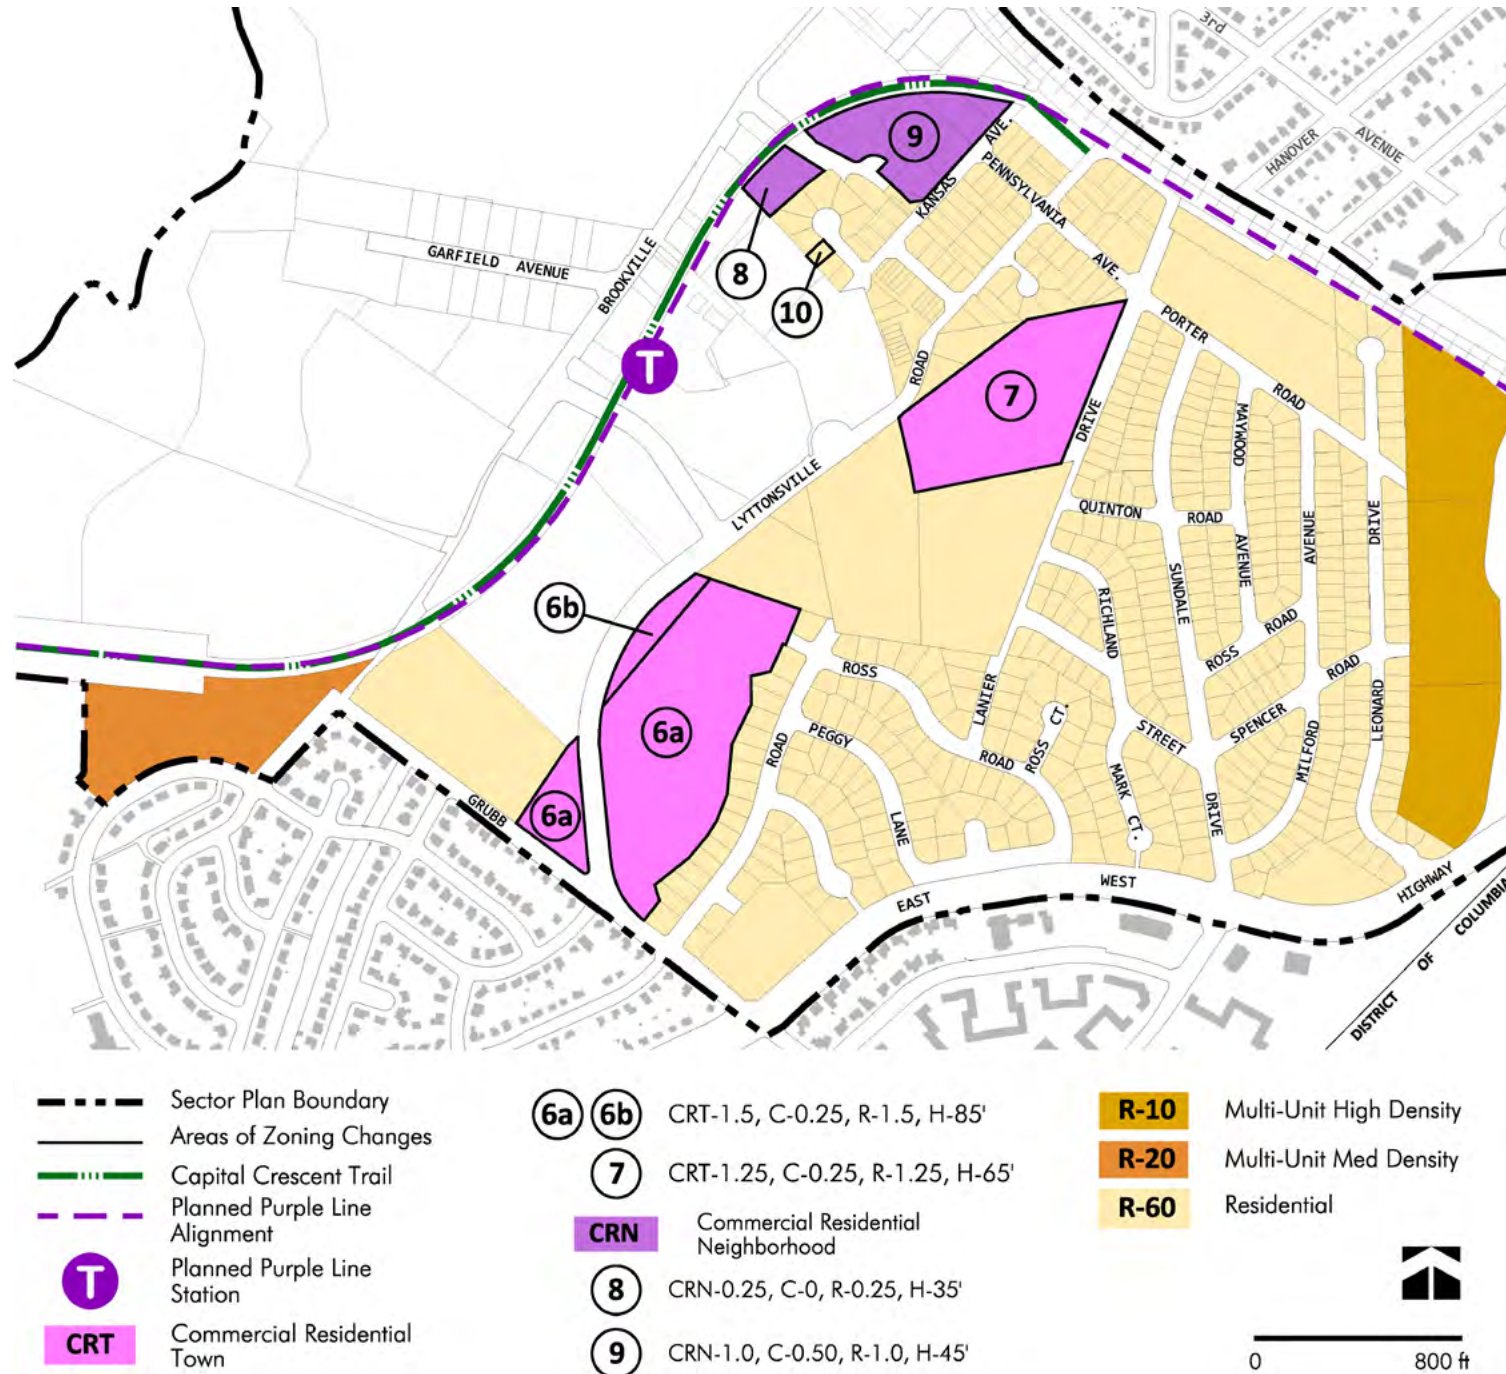 3rd
HANOVER
AVENUE
9
AVE.
KANSAS
PENNSYLVANIA
AVE.
8
10
GARFIELD AVENUE
BROOKVILLE
T
ROAD
7
DRIVE
PORTER
ROAD
MAYWOOD
AVENUE
LYTTONSVILLE
QUINTON
ROAD
SUNDALE
AVENUE
DRIVE
RICHLAND
6b
6a
6a
ROSS
ROAD
ROSS
ROAD
PEGGY
LANE
ROAD
LANIER
ROSS CT.
STREET
MARK CT.
SPENCER
ROAD
MILFORD
LEONARD
DRIVE
GRUBB
EAST
WEST
HIGHWAY
DISTRICT OF COLUMBIA
Sector Plan Boundary
Areas of Zoning Changes
Capital Crescent Trail
Planned Purple Line
Alignment
T
Planned Purple Line
Station
CRT
Commercial Residential
Town
6a 6b CRT-1.5, C-0.25, R-1.5, H-85'
7 CRT-1.25, C-0.25, R-1.25, H-65'
CRN
Commercial Residential
Neighborhood
8 CRN-0.25, C-0, R-0.25, H-35'
9 CRN-1.0, C-0.50, R-1.0, H-45'
R-10 Multi-Unit High Density
R-20 Multi-Unit Med Density
R-60 Residential
0 800 ft